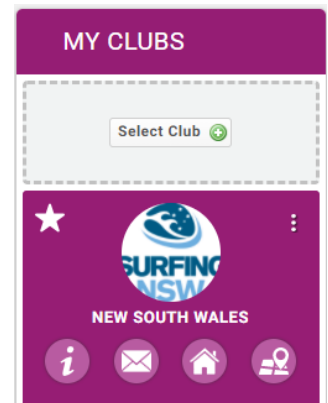 MY CLUBS
Select Club
SURFING
NSW
NEW SOUTH WALES
i